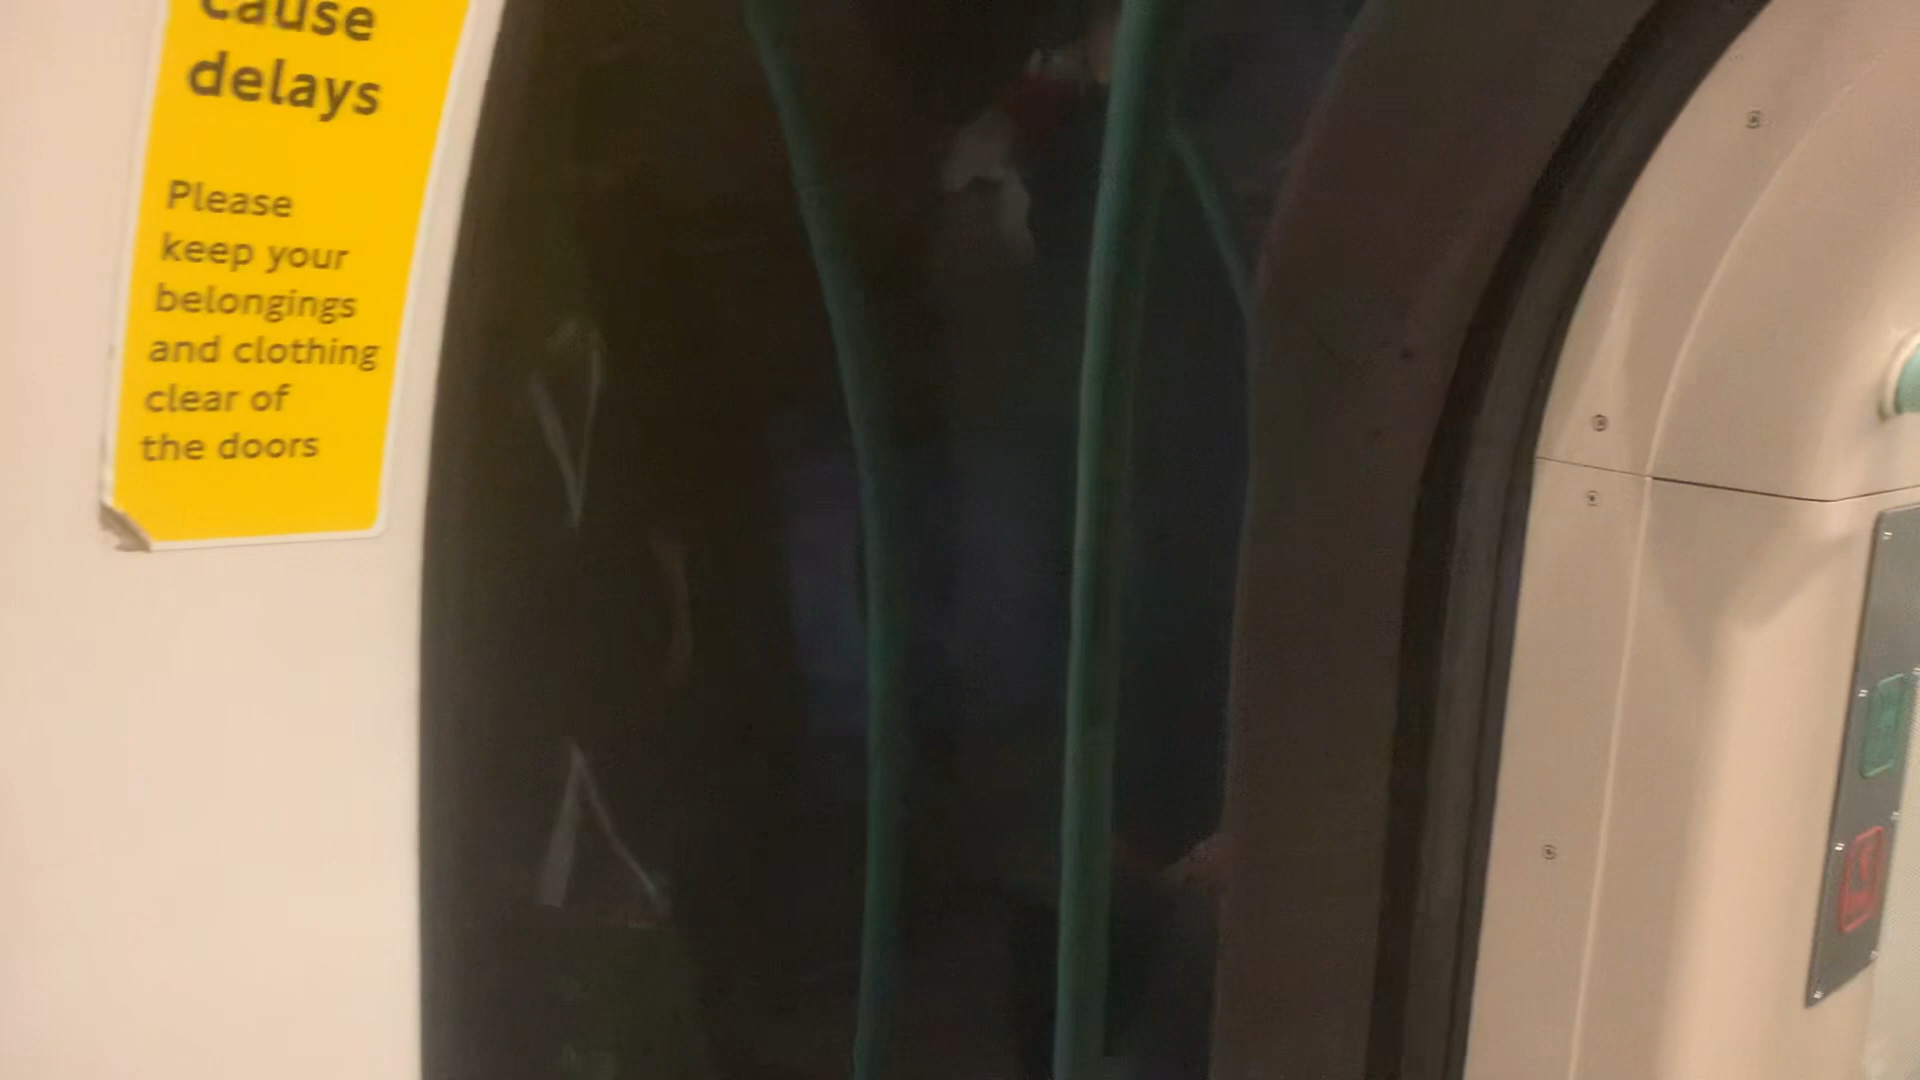 cause
delays
Please
keep your
belongings
and clothing
clear of
the doors